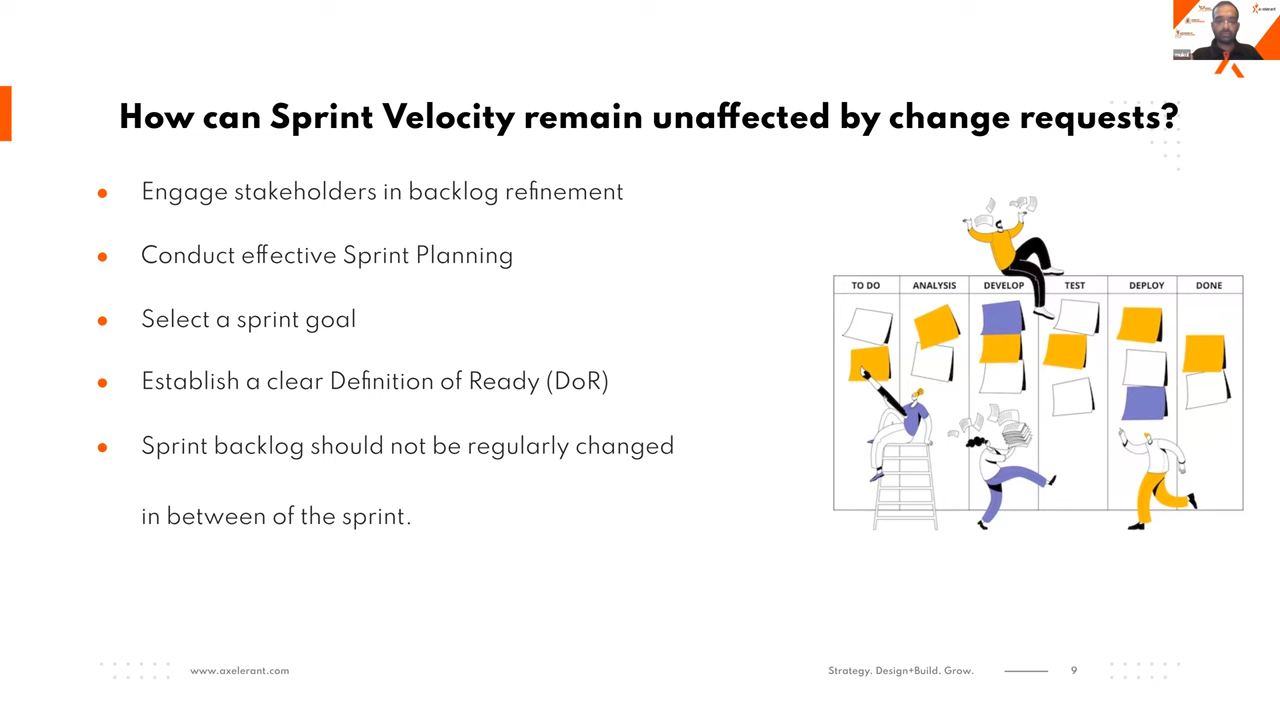 axelerant
mukul
How can Sprint Velocity remain unaffected by change requests?
Engage stakeholders in backlog refinement
Conduct effective Sprint Planning
Select a sprint goal
Establish a clear Definition of Ready (DoR)
Sprint backlog should not be regularly changed
in between of the sprint.
TO DO ANALYSIS DEVELOP TEST DEPLOY DONE
www.axelerant.com Strategy. Design+Build. Grow. 9